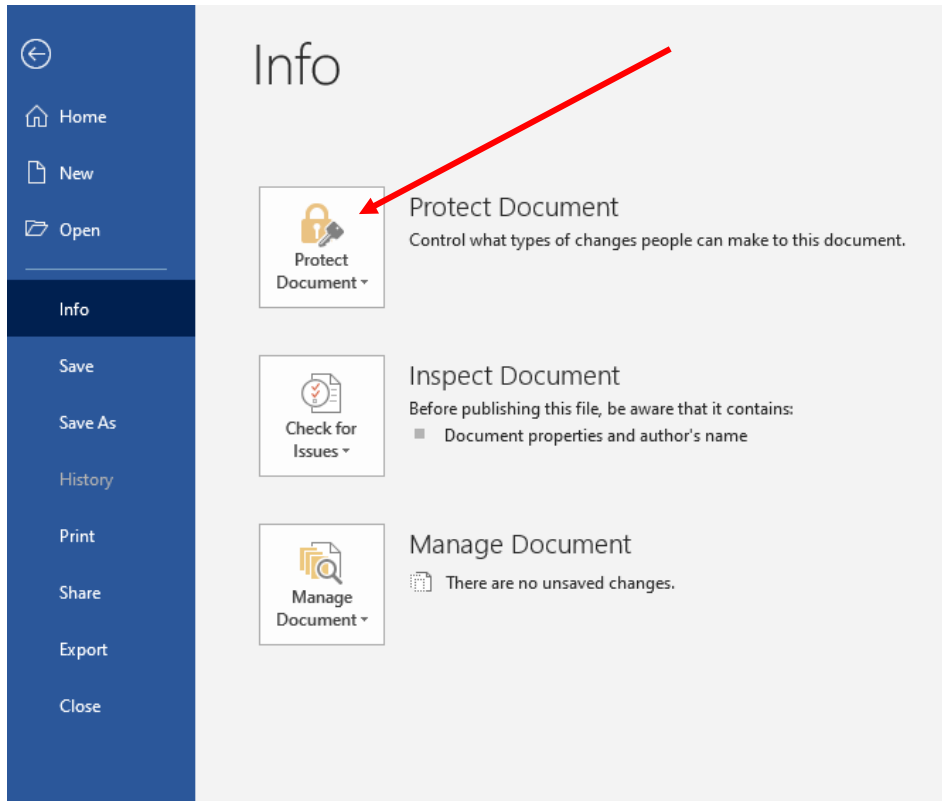 Info
Home
New
Open
Info
Save
Save As
History
Print
Share
Export
Close
Protect
Document
Protect Document
Control what types of changes people can make to this document.
Check for
Issues
Inspect Document
Before publishing this file, be aware that it contains:
Document properties and author's name
Manage
Document
Manage Document
There are no unsaved changes.